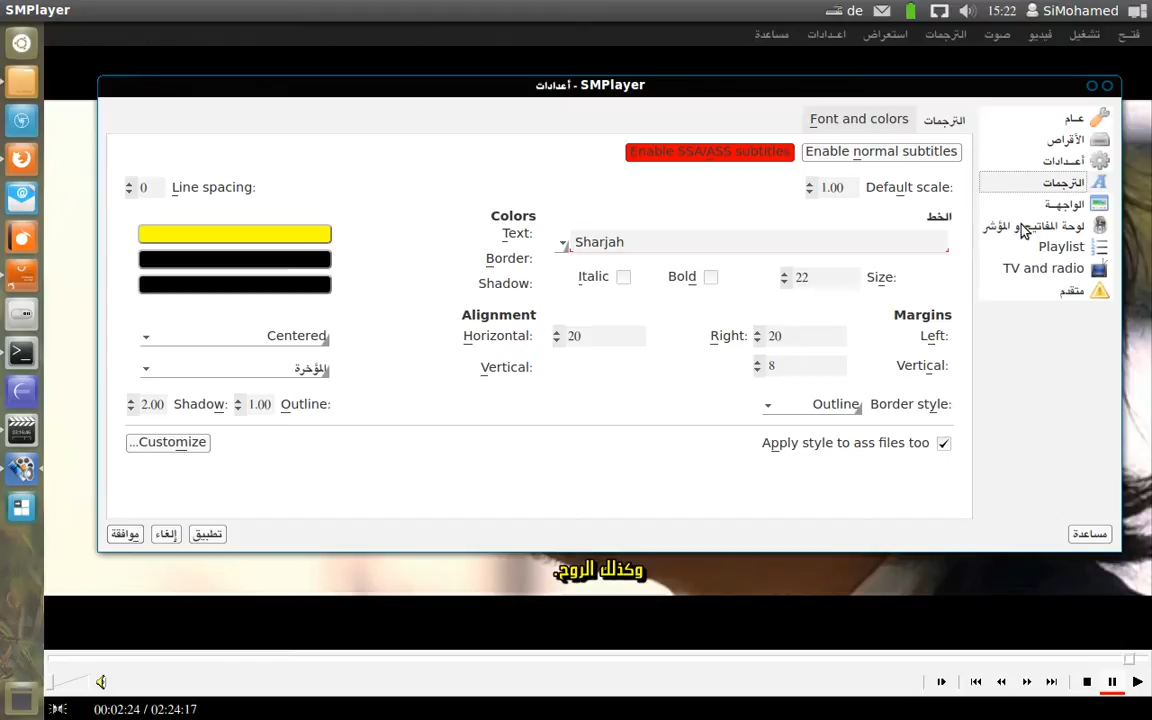 SMPlayer
de
15:22
SiMohamed
فتـح
تشغيل
فيديو
صوت
الترجمات
استعراض
اعـدادات
مساعدة
SMPlayer - أعدادات
عـام
الأقراص
أعـدادات
الترجمات
الواجهـة
لوحة المفاتيح و المؤشر
Playlist
TV and radio
متقدم
الترجمات
Font and colors
Enable normal subtitles
Enable SSA/ASS subtitles
Default scale:
1.00
Line spacing:
0
الخط
Colors
Sharjah
Text:
Border:
Size:
22
Bold
Italic
Shadow:
Margins
Alignment
Left:
20
Right:
20
Horizontal:
Centered
Vertical:
8
Vertical:
المؤخرة
Border style:
Outline
Outline:
1.00
Shadow:
2.00
Apply style to ass files too
Customize...
مساعدة
تطبيق
إلغاء
موافقة
وكذلك الروح.
00:02:24 / 02:24:17